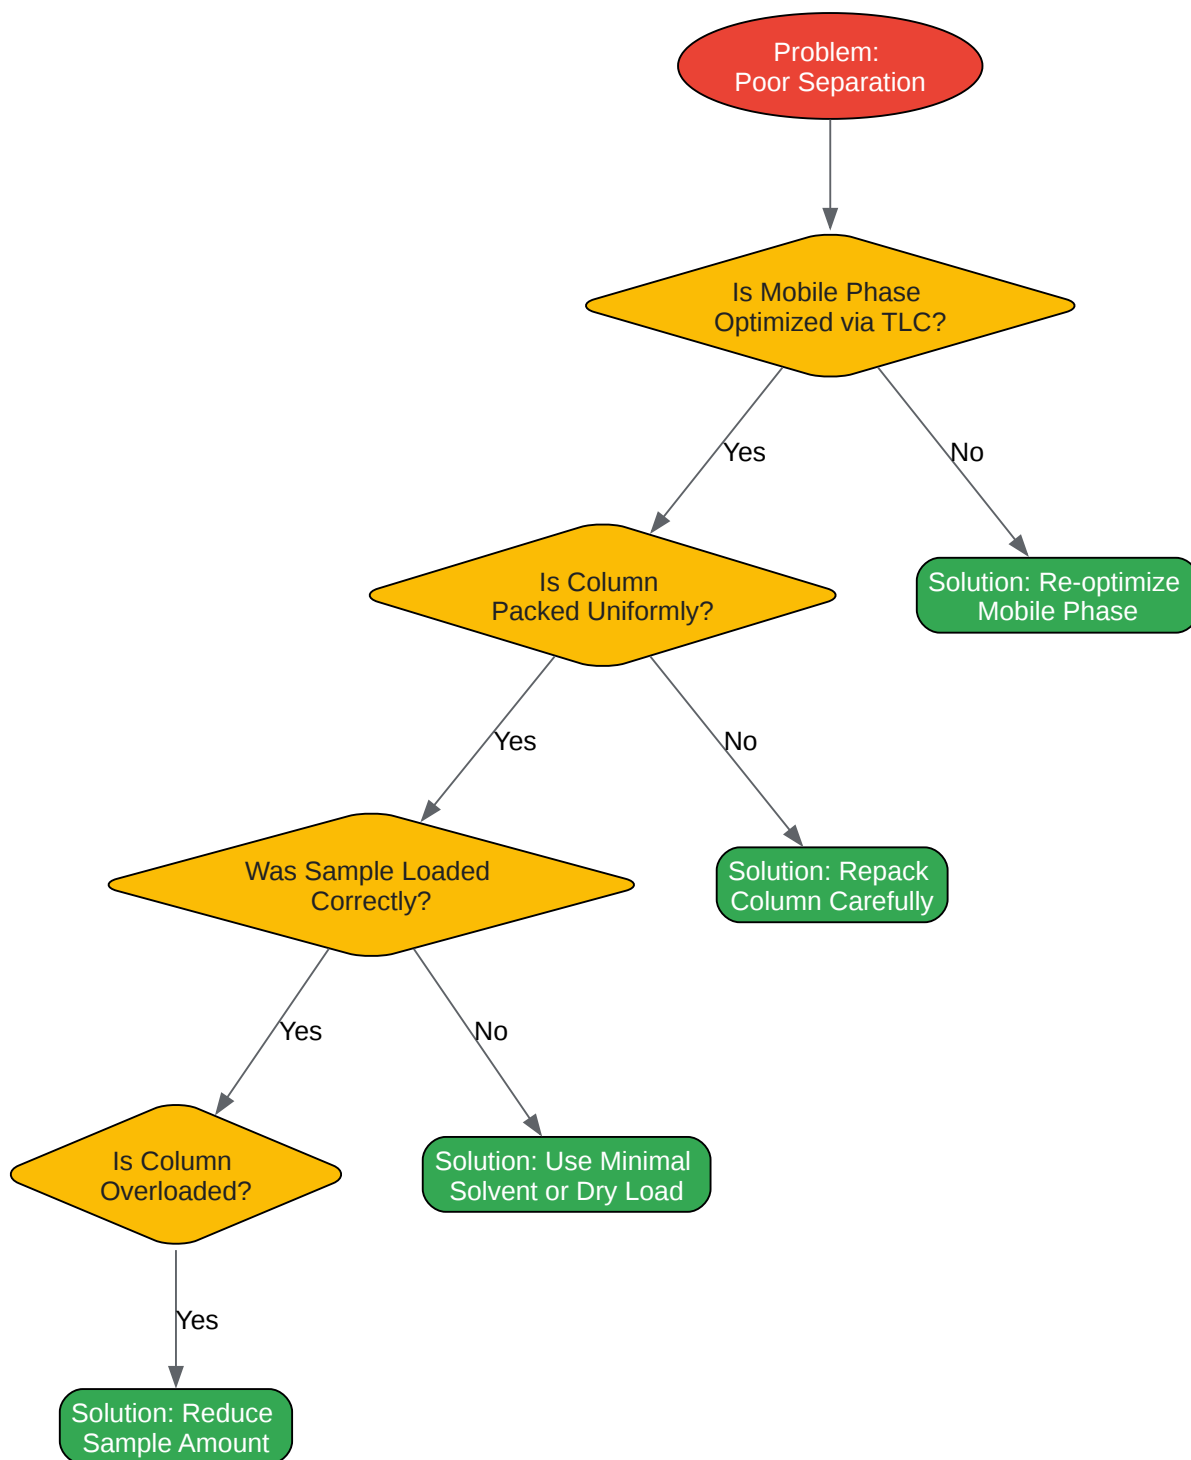 Problem:
Poor Separation
Is Mobile Phase
Optimized via TLC?
Yes
No
Is Column
Packed Uniformly?
Solution: Re-optimize
Mobile Phase
Yes
No
Was Sample Loaded
Correctly?
Solution: Repack
Column Carefully
Yes
No
Is Column
Overloaded?
Solution: Use Minimal
Solvent or Dry Load
Yes
Solution: Reduce
Sample Amount